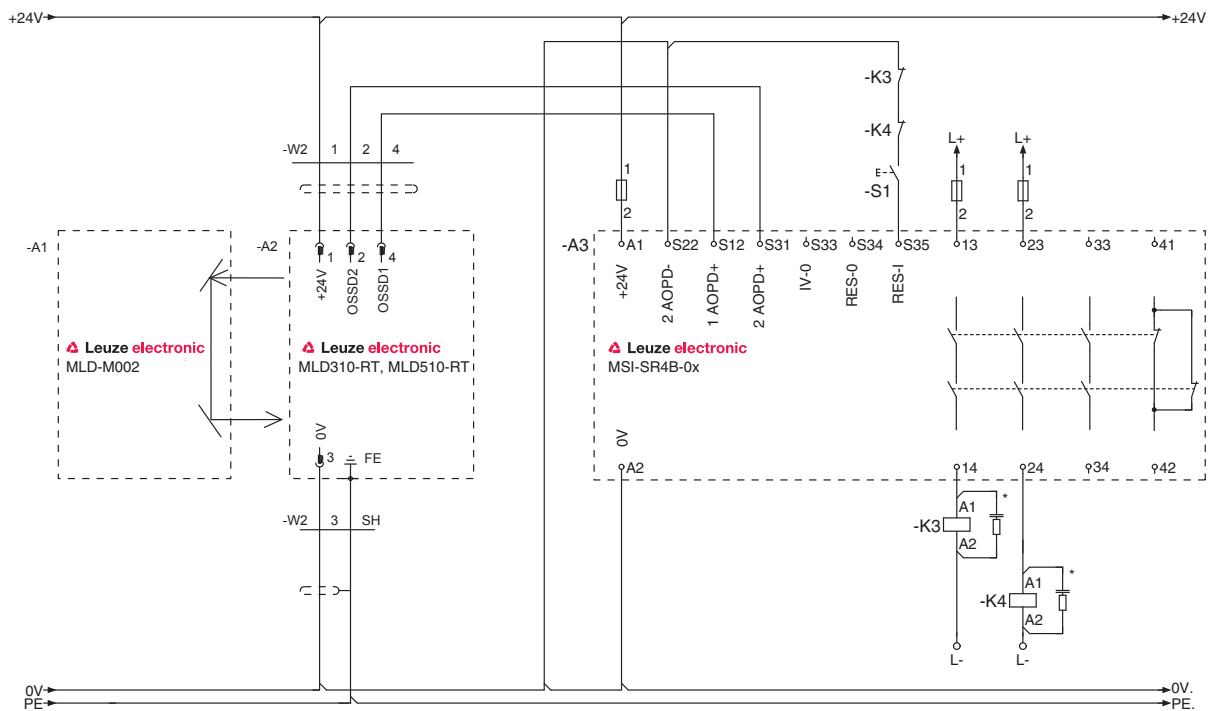 +24V +24V
-K3
-K4 L+ L+
-W2 1 2 4
1 1 1
E-- -S1
2 2 2
-A1 -A2 -A3 A1 S22 S12 S31 S33 S34 S35 13 23 33 41
1 2 4
+24V OSSD2 OSSD1 +24V 2 AOPD- 1 AOPD+ 2 AOPD+ IV-0 RES-0 RES-I
Leuze electronic Leuze electronic Leuze electronic
MLD-M002 MLD310-RT, MLD510-RT MSI-SR4B-0x
0V 0V
3 FE A2 14 24 34 42
-W2 3 SH
-K3 A1 *
A2
-K4 A1 *
A2
L- L-
0V 0V.
PE PE.